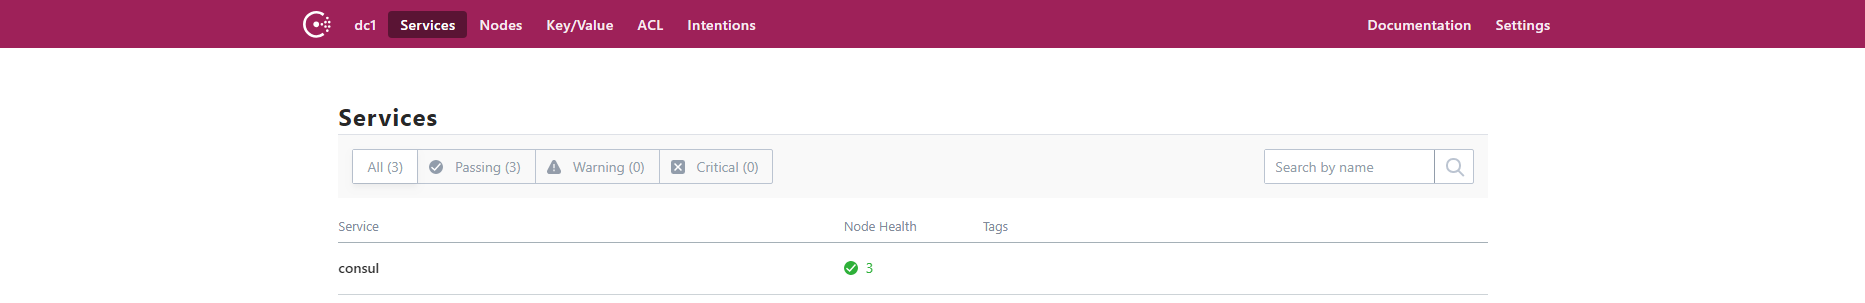 dc1 Services Nodes Key/Value ACL Intentions Documentation Settings
Services
All (3) Passing (3) Warning (0) Critical (0) Search by name
Service Node Health Tags
consul 3